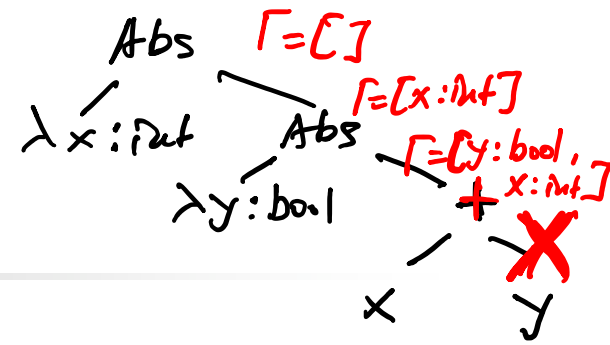 Abs Γ=[]
Γ=[x:int]
λx:int Abs
Γ=[y:bool,
x:int]
λy:bool +
x y